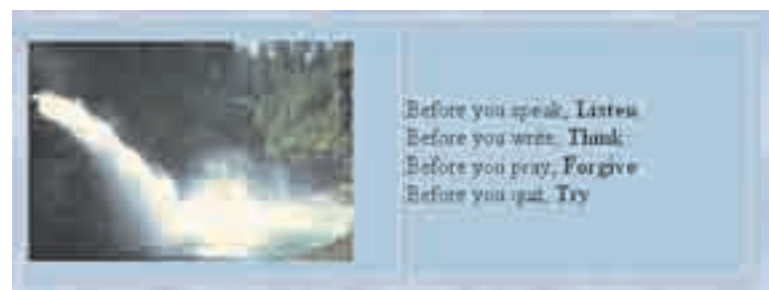 Before you speak, Listen
Before you write, Think
Before you pray, Forgive
Before you quit, Try